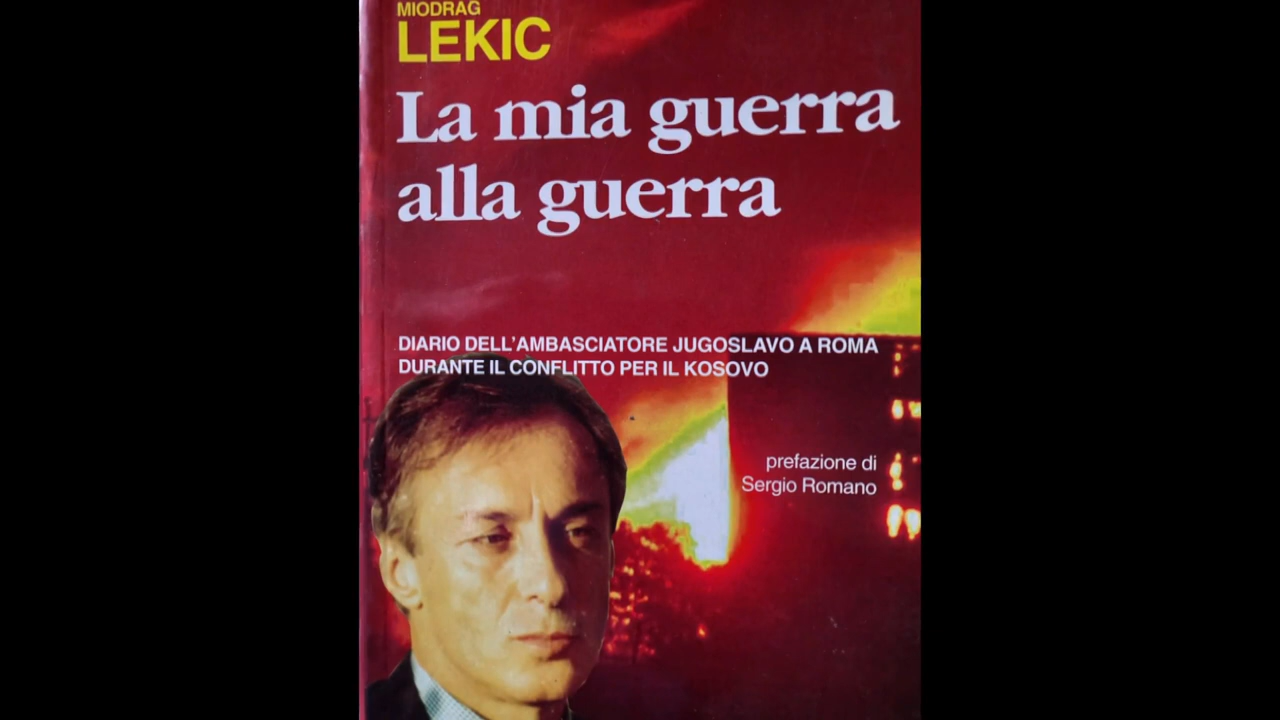 MIODRAG
LEKIC
La mia guerra
alla guerra
DIARIO DELL'AMBASCIATORE JUGOSLAVO A ROMA
DURANTE IL CONFLITTO PER IL KOSOVO
prefazione di
Sergio Romano